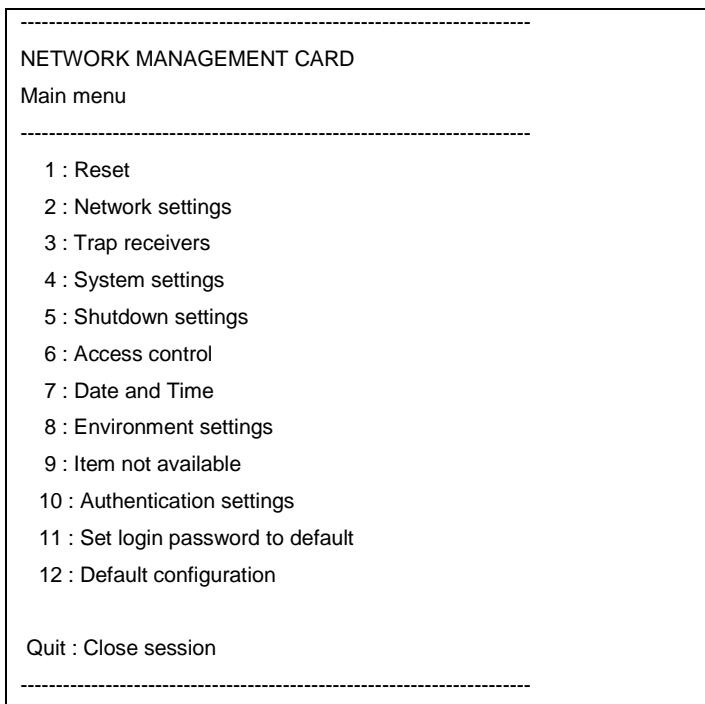 -------------------------------------------------------------------------
NETWORK MANAGEMENT CARD
Main menu
-------------------------------------------------------------------------
1 : Reset
2 : Network settings
3 : Trap receivers
4 : System settings
5 : Shutdown settings
6 : Access control
7 : Date and Time
8 : Environment settings
9 : Item not available
10 : Authentication settings
11 : Set login password to default
12 : Default configuration
Quit : Close session
-------------------------------------------------------------------------